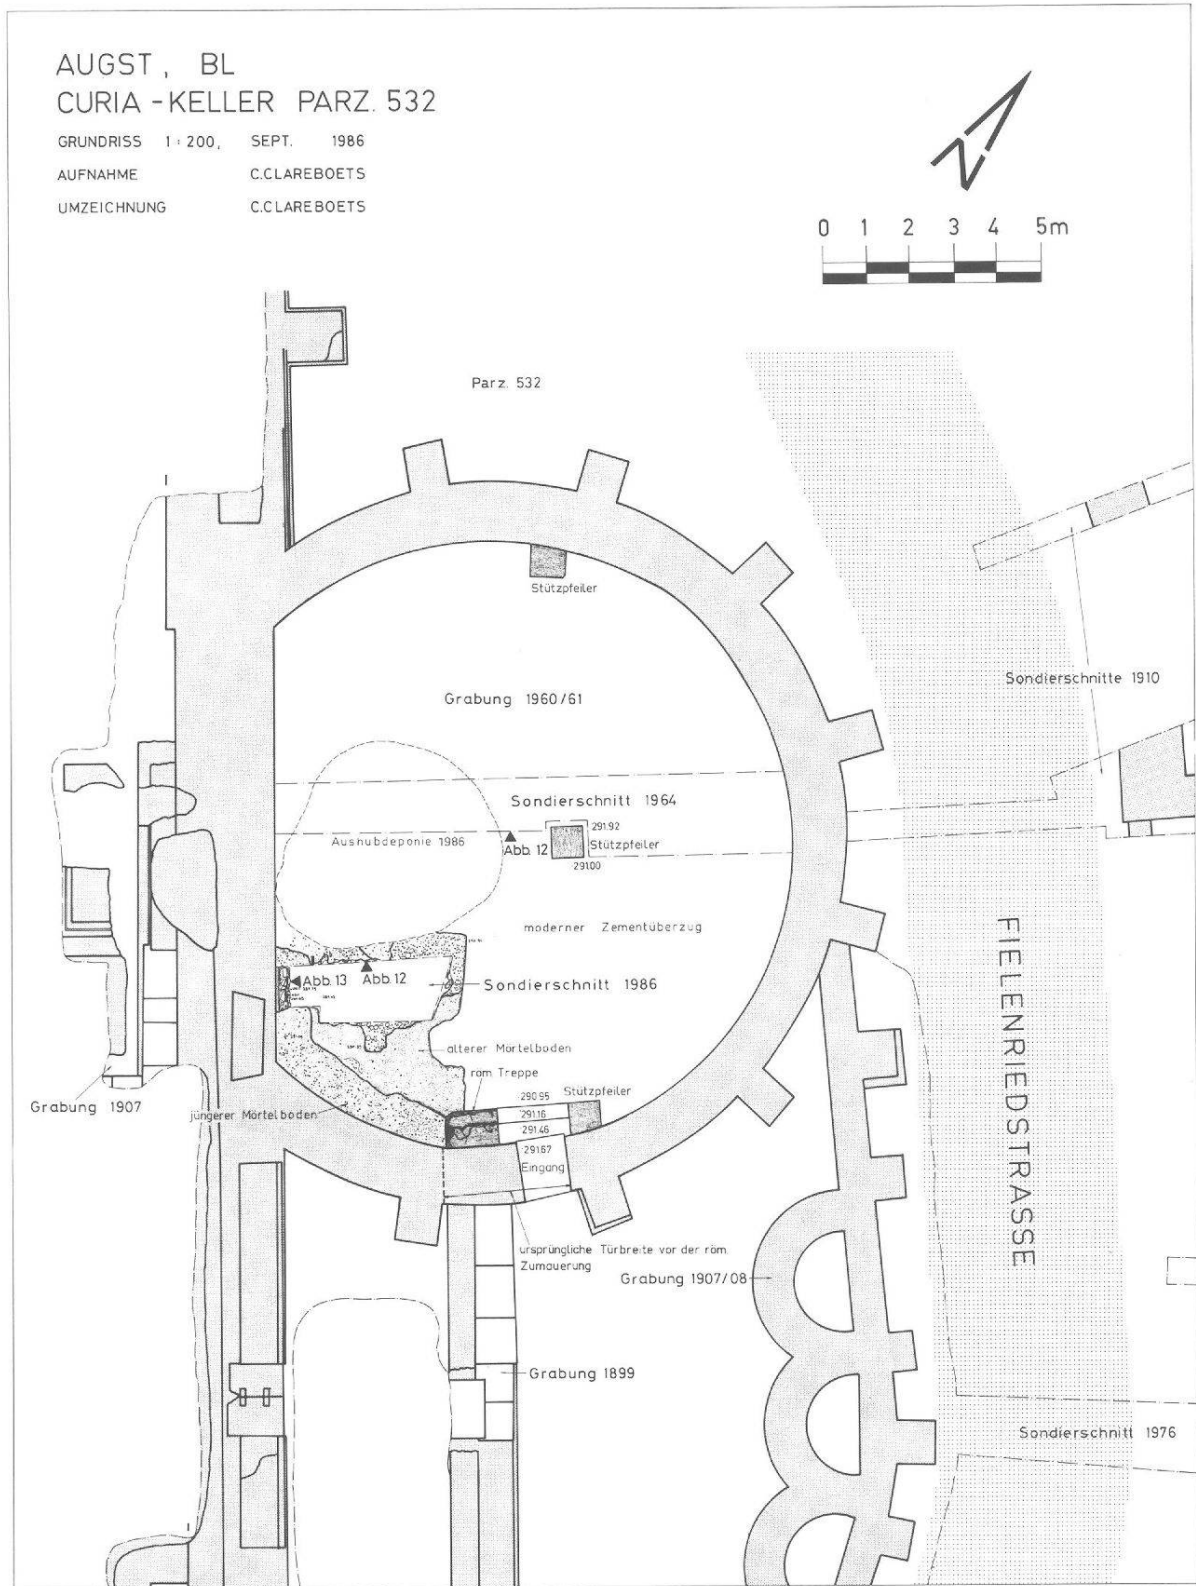 AUGST, BL
CURIA-KELLER PARZ. 532
GRUNDRISS 1:200, SEPT. 1986
AUFNAHME C.CLAREBOETS
UMZEICHNUNG C.CLAREBOETS
N
0 1 2 3 4 5m
Parz. 532
Stützpfeiler
Sondierschnitte 1910
Grabung 1960/61
Sondierschnitt 1964
291.92
Aushubdeponie 1986
Abb. 12
Stützpfeiler
291.00
moderner Zementüberzug
FIELENRIEDSTRASSE
Abb. 13
Abb. 12
Sondierschnitt 1986
älterer Mörtelboden
röm. Treppe
290.95
Stützpfeiler
Grabung 1907
jüngerer Mörtelboden
291.16
291.46
291.67
Eingang
ursprüngliche Türbreite vor der röm.
Zumauerung
Grabung 1907/08
Grabung 1899
Sondierschnitt 1976